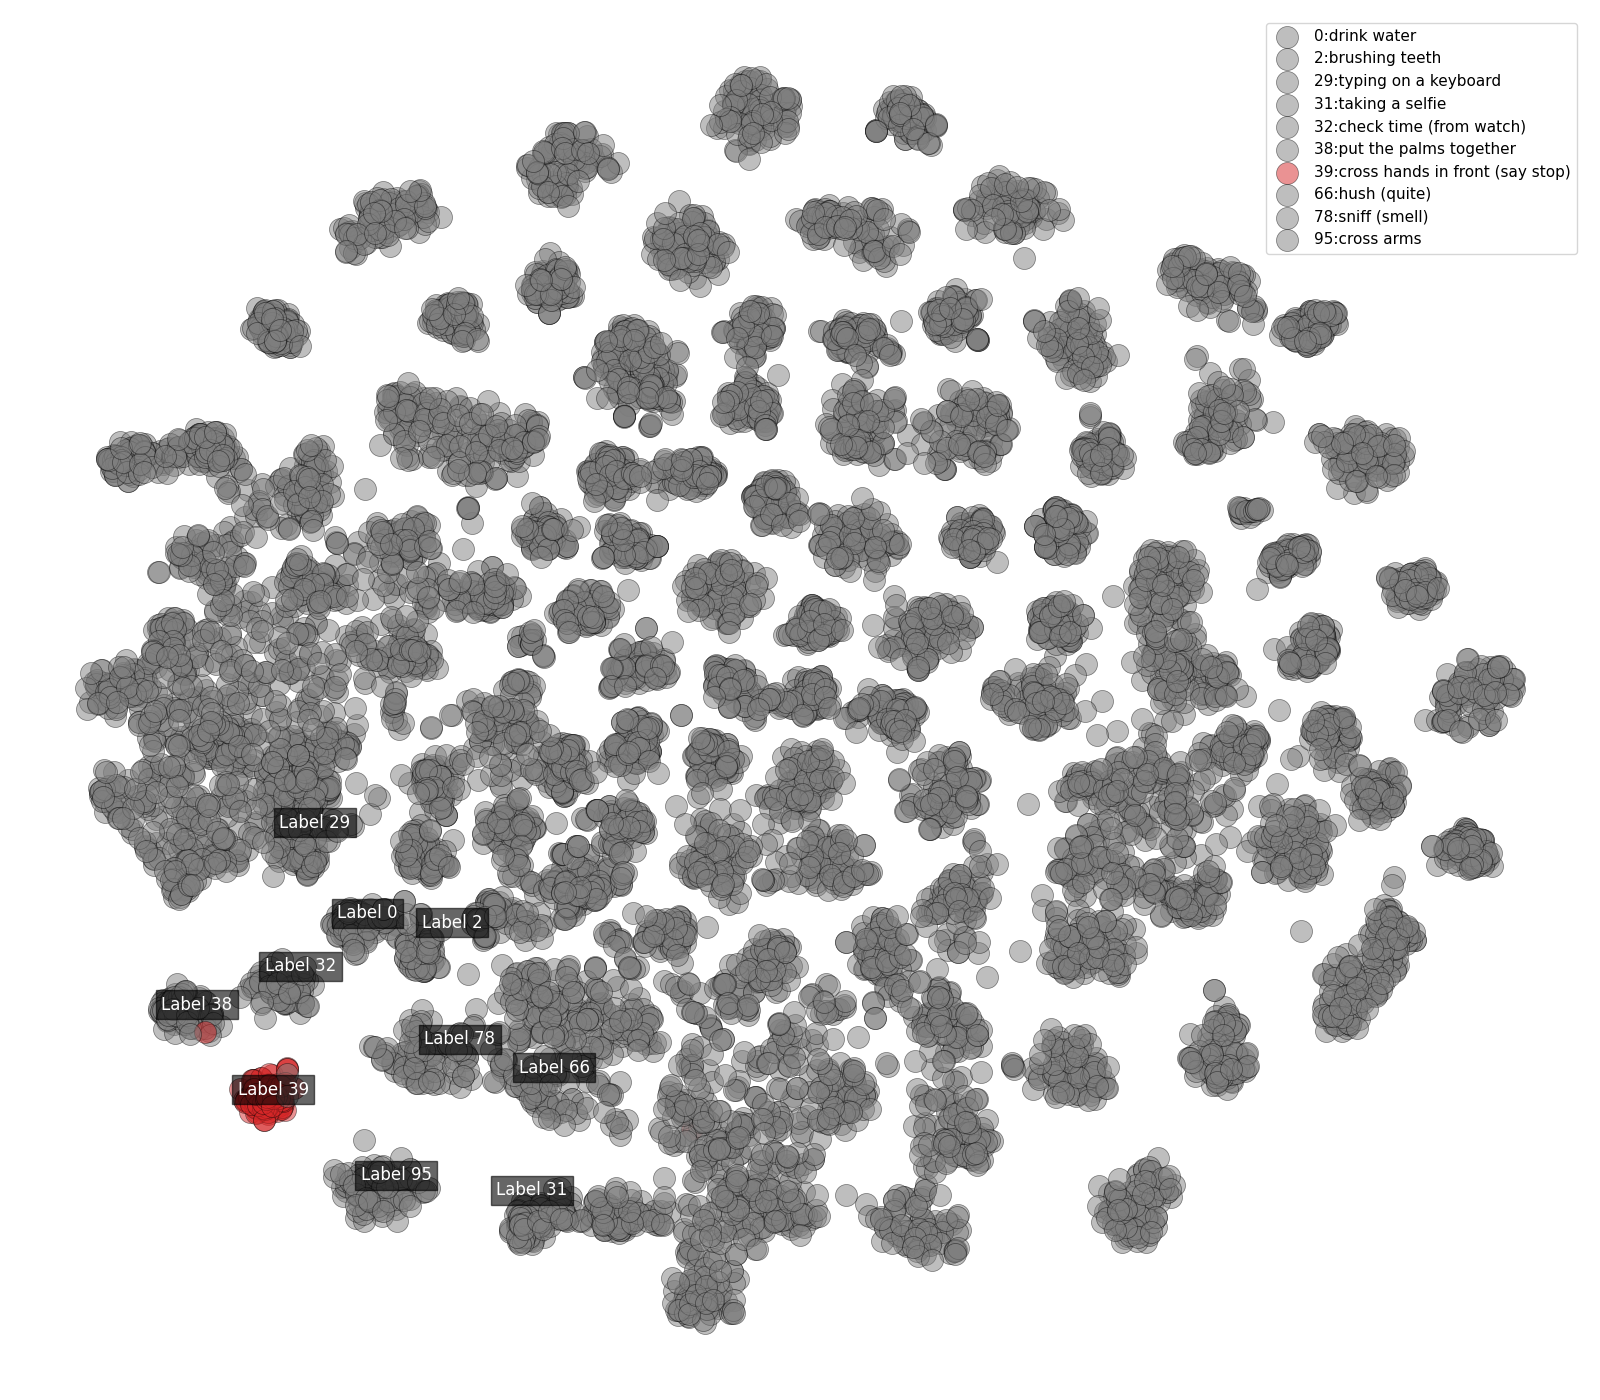 0:drink water
2:brushing teeth
29:typing on a keyboard
31:taking a selfie
32:check time (from watch)
38:put the palms together
39:cross hands in front (say stop)
66:hush (quite)
78:sniff (smell)
95:cross arms
Label 29
Label 0
Label 2
Label 32
Label 38
Label 78
Label 66
Label 39
Label 95
Label 31